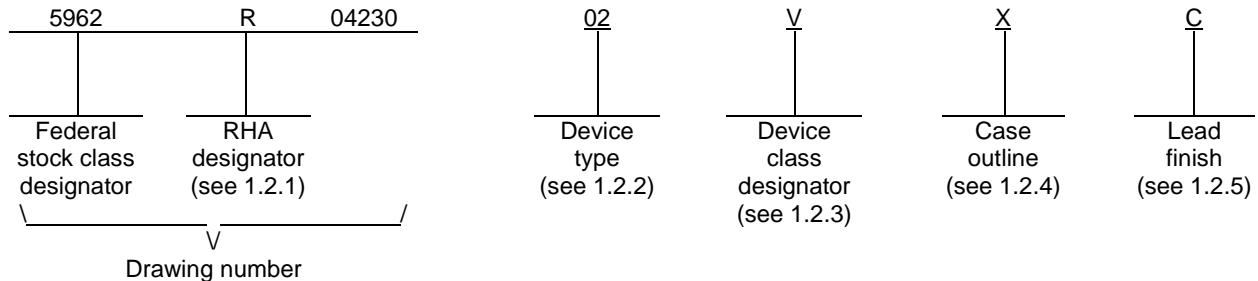 5962 R 04230 02 V X C
Federal stock class designator
RHA designator (see 1.2.1)
Device type (see 1.2.2)
Device class designator (see 1.2.3)
Case outline (see 1.2.4)
Lead finish (see 1.2.5)
Drawing number